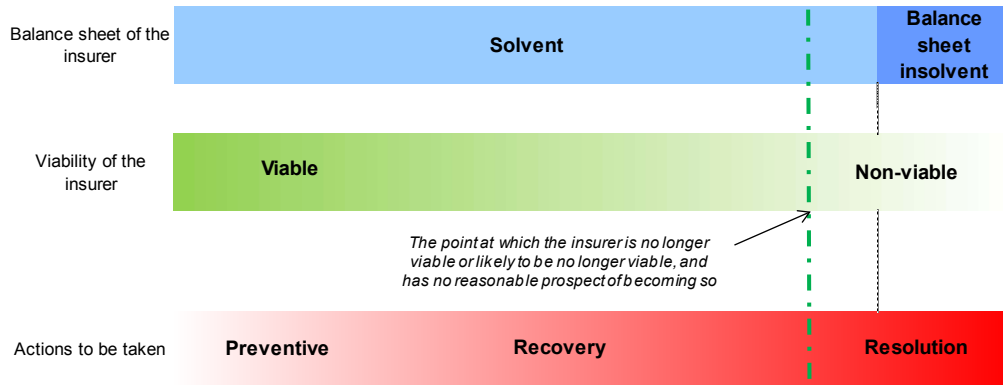 Balance sheet of the
insurer
Solvent
Balance
sheet
insolvent
Viability of the
insurer
Viable
Non-viable
The point at which the insurer is no longer
viable or likely to be no longer viable, and
has no reasonable prospect of becoming so
Actions to be taken
Preventive
Recovery
Resolution